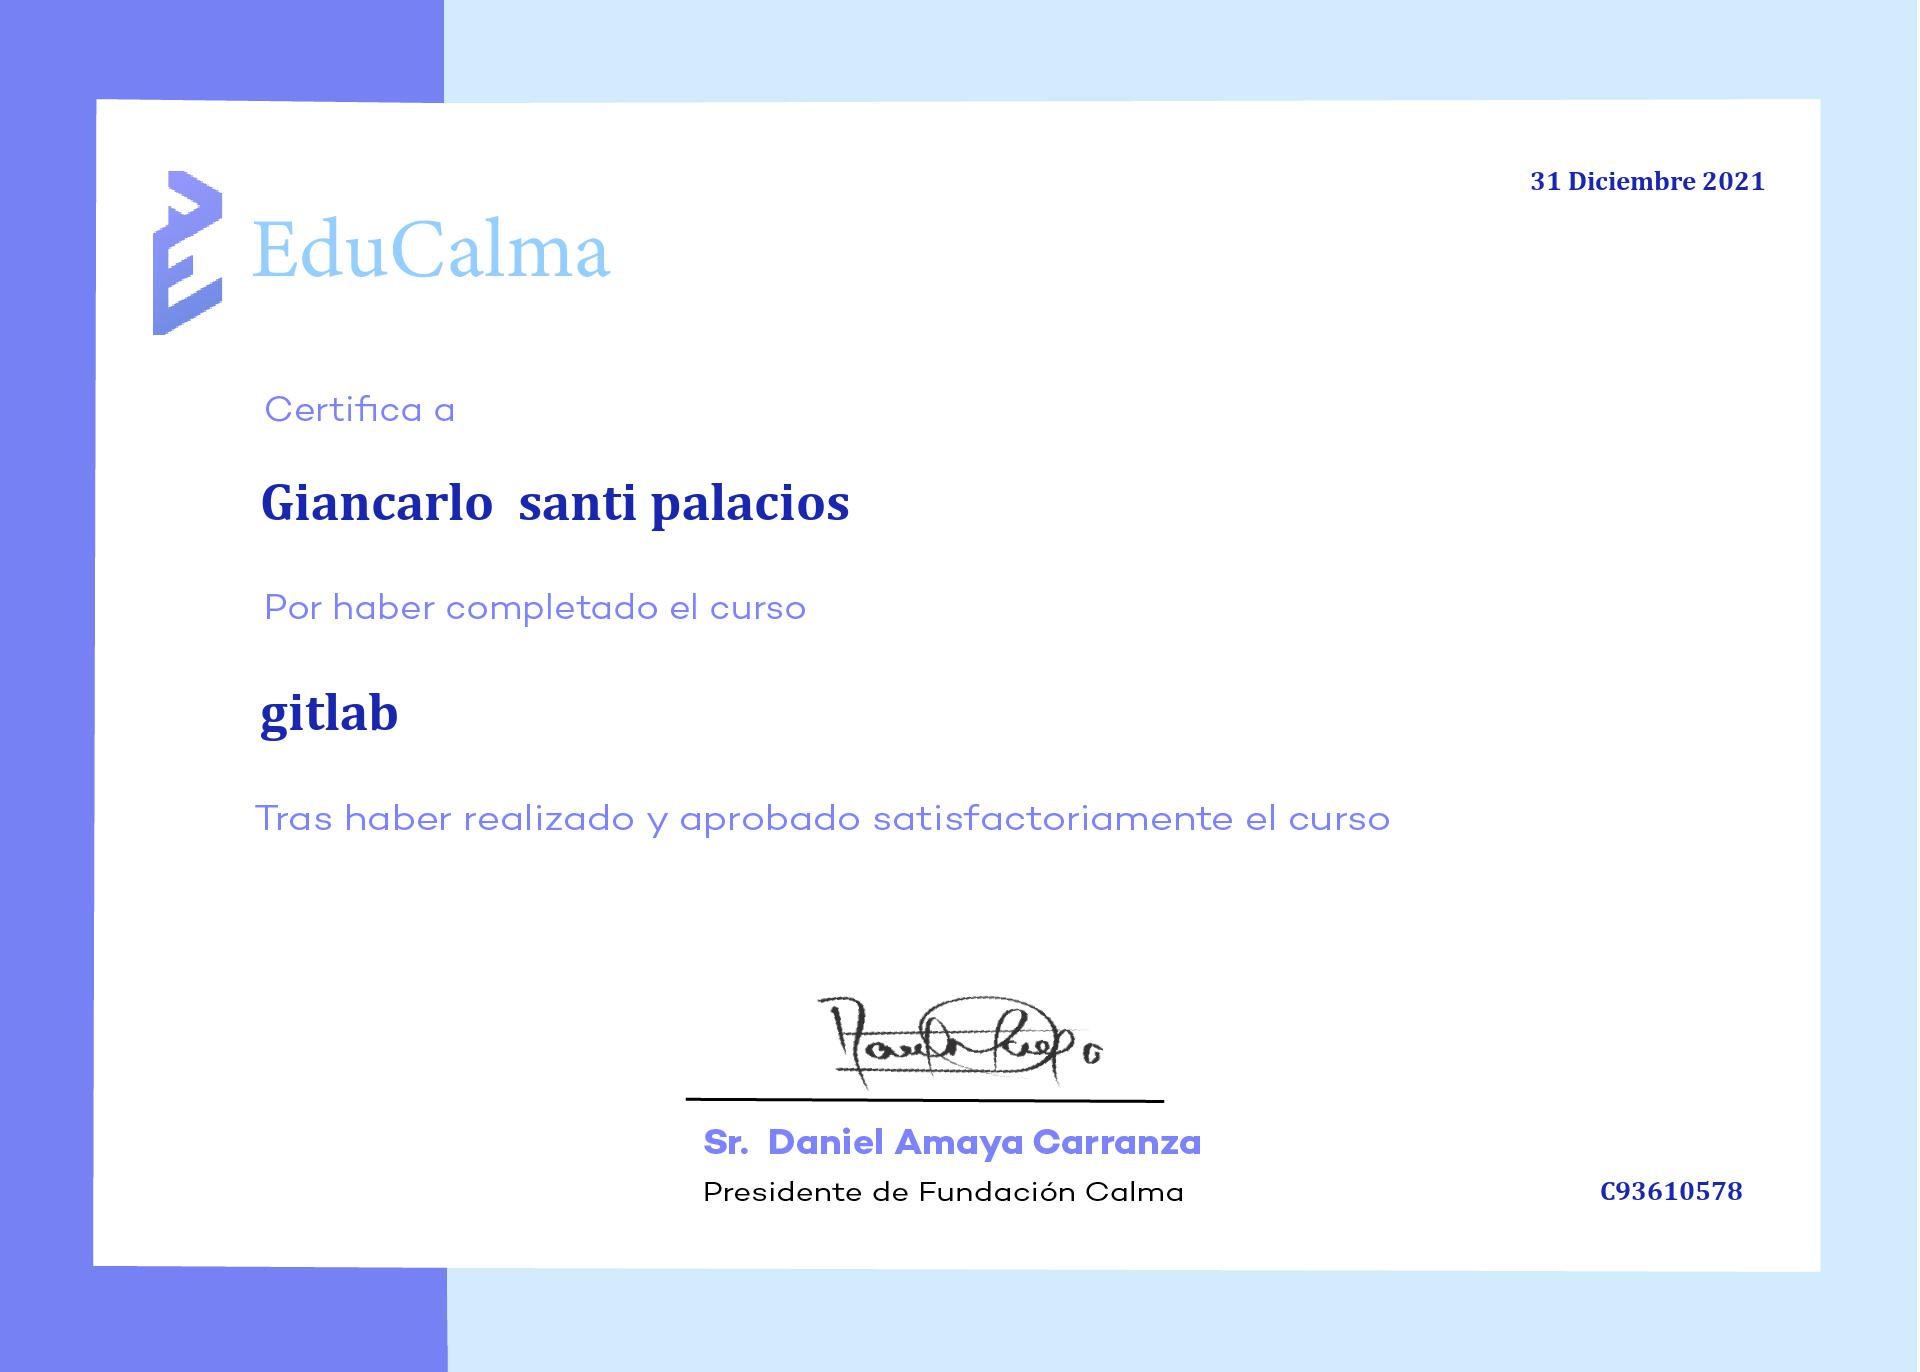 31 Diciembre 2021
EduCalma
Certifica a
Giancarlo  santi palacios
Por haber completado el curso
gitlab
Tras haber realizado y aprobado satisfactoriamente el curso
Sr.  Daniel Amaya Carranza
Presidente de Fundación Calma
C93610578